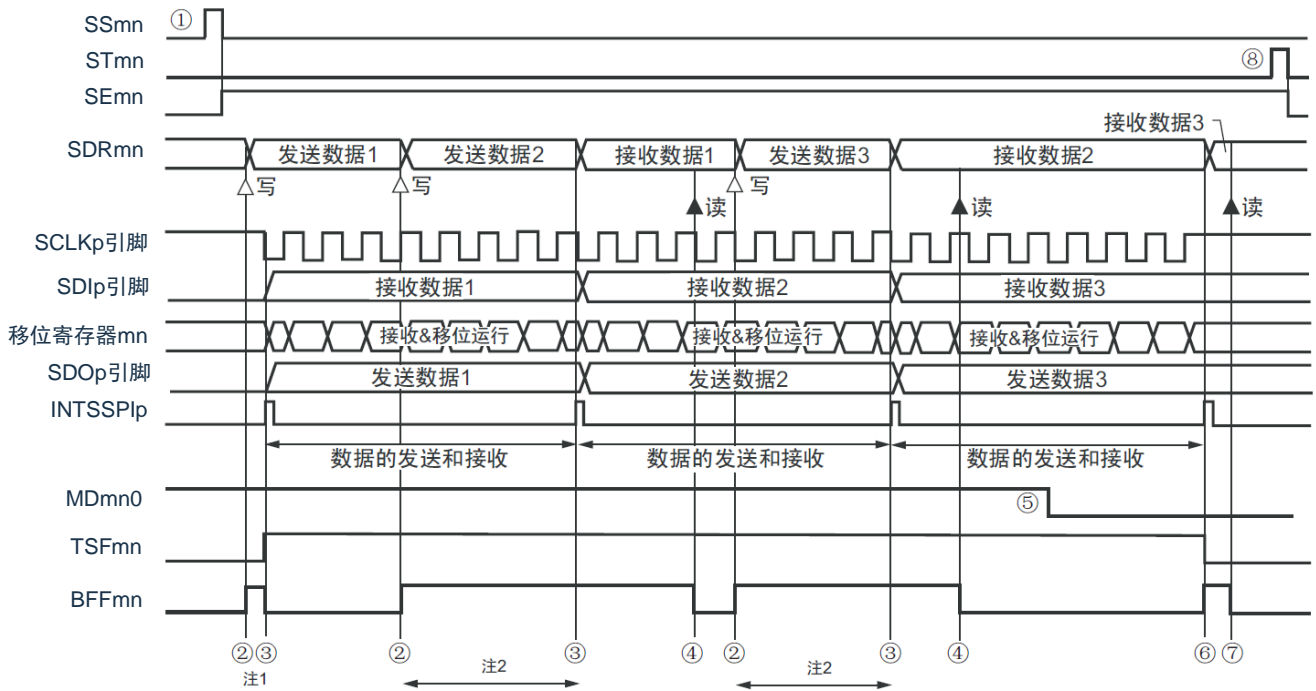 SSmn ①
STmn ⑧
SEmn
接收数据3
SDRmn 发送数据1 发送数据2 接收数据1 发送数据3 接收数据2
写 写 读 写 读 读
SCLKp引脚
SDIp引脚 接收数据1 接收数据2 接收数据3
移位寄存器mn 接收&移位运行 接收&移位运行 接收&移位运行
SDOp引脚 发送数据1 发送数据2 发送数据3
INTSSPIp
数据的发送和接收 数据的发送和接收 数据的发送和接收
MDmn0 ⑤
TSFmn
BFFmn
② ③ ② ③ ④ ② ③ ④ ⑥ ⑦
注1 注2 注2